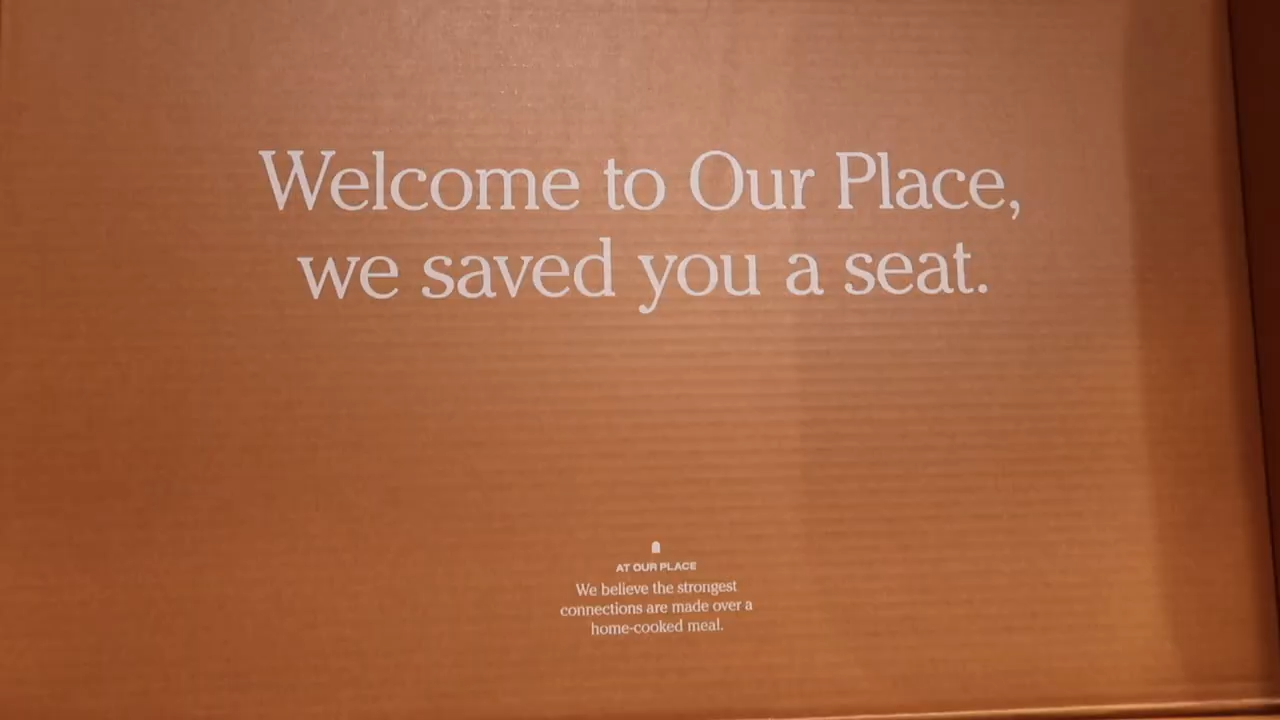 Welcome to Our Place,
we saved you a seat.
AT OUR PLACE
We believe the strongest
connections are made over a
home-cooked meal.